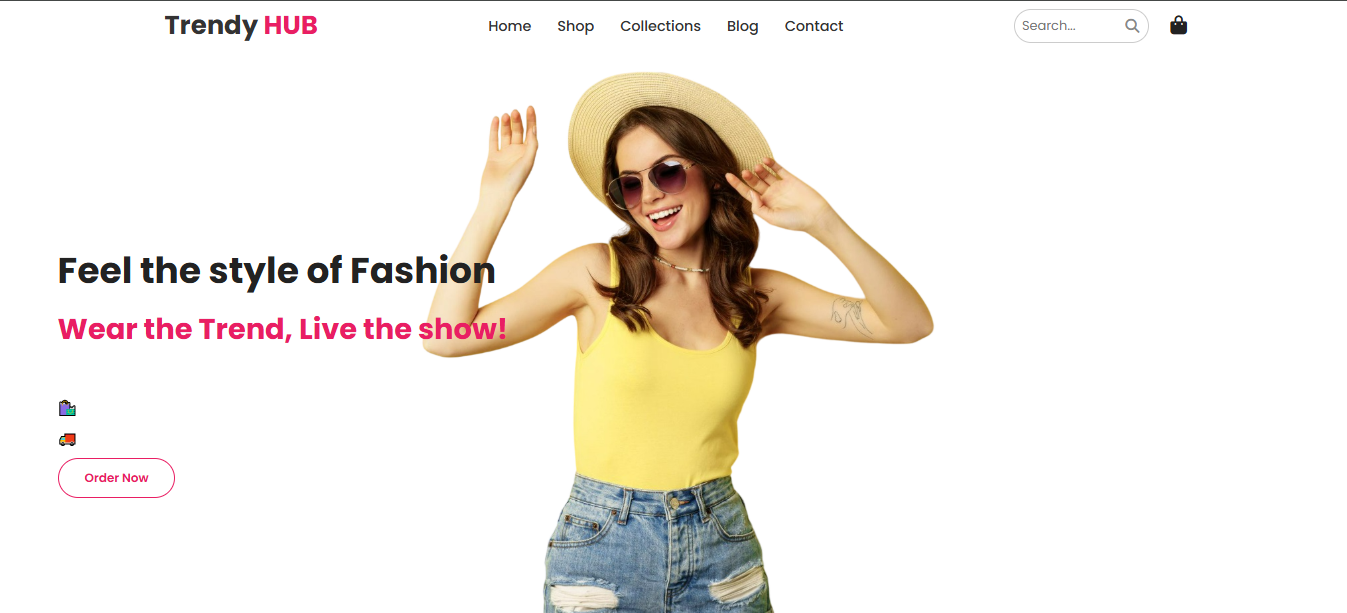 Trendy HUB
Home Shop Collections Blog Contact
Search...
Feel the style of Fashion
Wear the Trend, Live the show!
Order Now